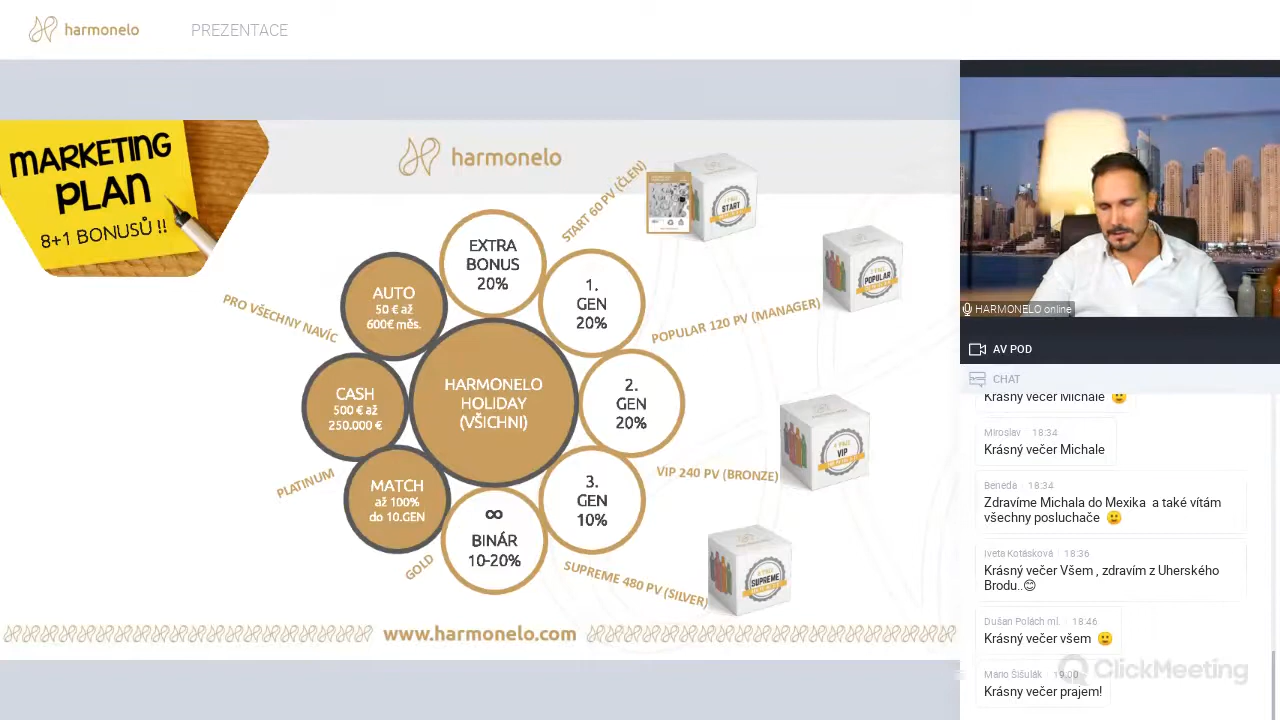 harmonelo
PREZENTACE
MARKETING
PLAN
8+1 BONUSŮ !!
harmonelo
START 60 PV (ČLEN)
START
EXTRA
BONUS
20%
1.
GEN
20%
POPULAR 120 PV (MANAGER)
POPULAR
2.
GEN
20%
VIP 240 PV (BRONZE)
VIP
3.
GEN
10%
SUPREME 480 PV (SILVER)
SUPREME
∞
BINÁR
10-20%
GOLD
MATCH
až 100%
do 10.GEN
PLATINUM
CASH
500 € až
250.000 €
PRO VŠECHNY NAVÍC
AUTO
50 € až
600€ měs.
HARMONELO
HOLIDAY
(VŠICHNI)
www.harmonelo.com
HARMONELO online
AV POD
CHAT
Krásný večer Michale
Miroslav 18:34
Krásný večer Michale
Beneda 18:34
Zdravíme Michala do Mexika a také vítám
všechny posluchače
Iveta Kotásková 18:36
Krásný večer Všem , zdravím z Uherského
Brodu..😊
Dušan Polách ml. 18:46
Krásný večer všem
Mario Šišulák 19:00
Krásny večer prajem!
ClickMeeting